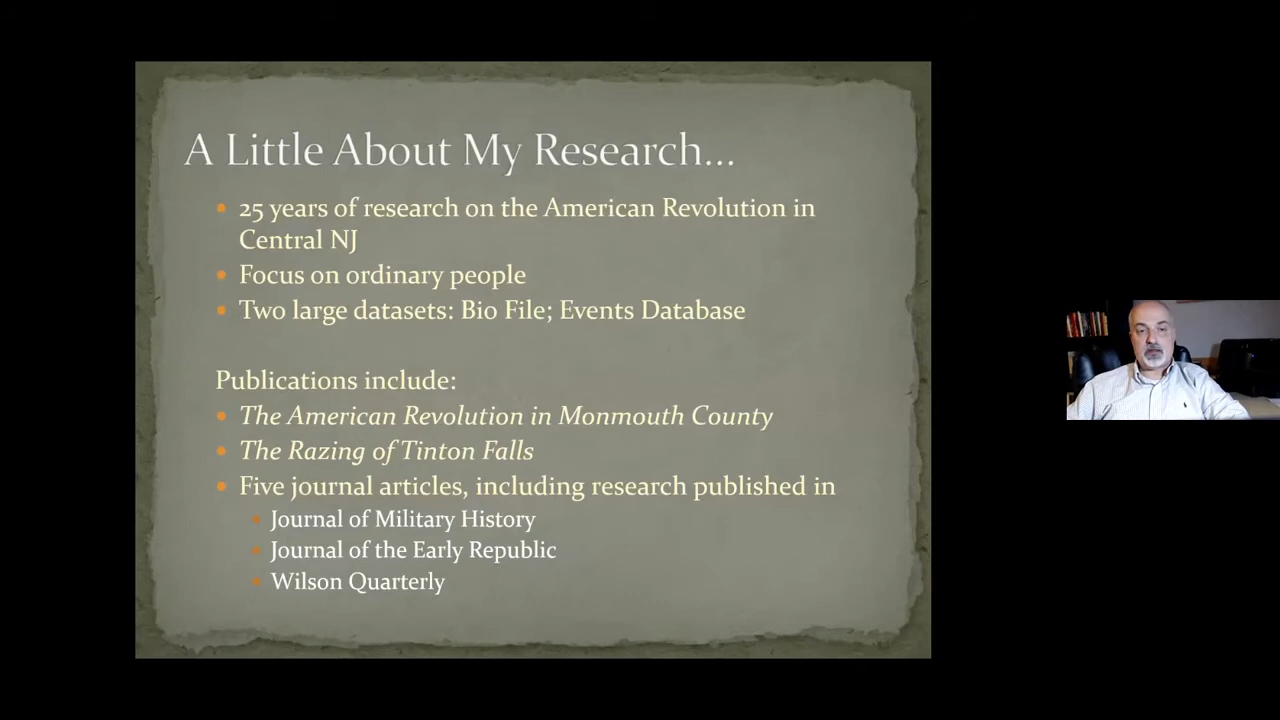 A Little About My Research...
• 25 years of research on the American Revolution in
Central NJ
• Focus on ordinary people
• Two large datasets: Bio File; Events Database
Publications include:
• The American Revolution in Monmouth County
• The Razing of Tinton Falls
• Five journal articles, including research published in
• Journal of Military History
• Journal of the Early Republic
• Wilson Quarterly